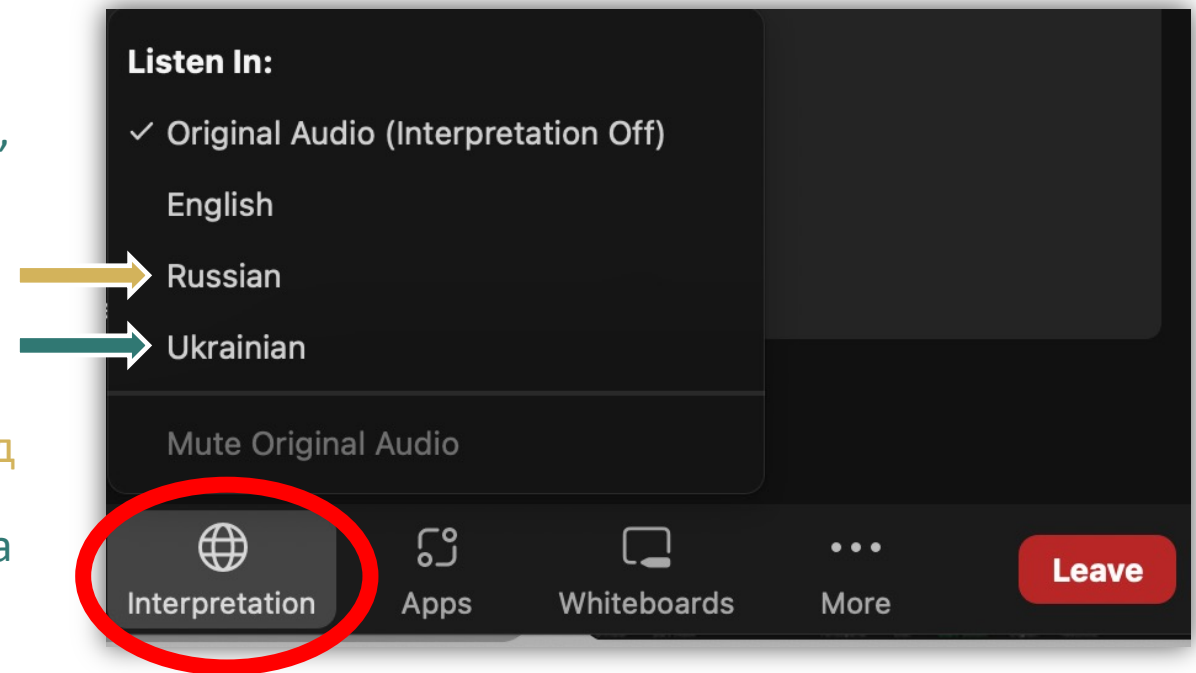 Listen In:
,
✓ Original Audio (Interpretation Off)
English
Russian
Ukrainian
Mute Original Audio
д
а
Interpretation
Apps
Whiteboards
More
Leave